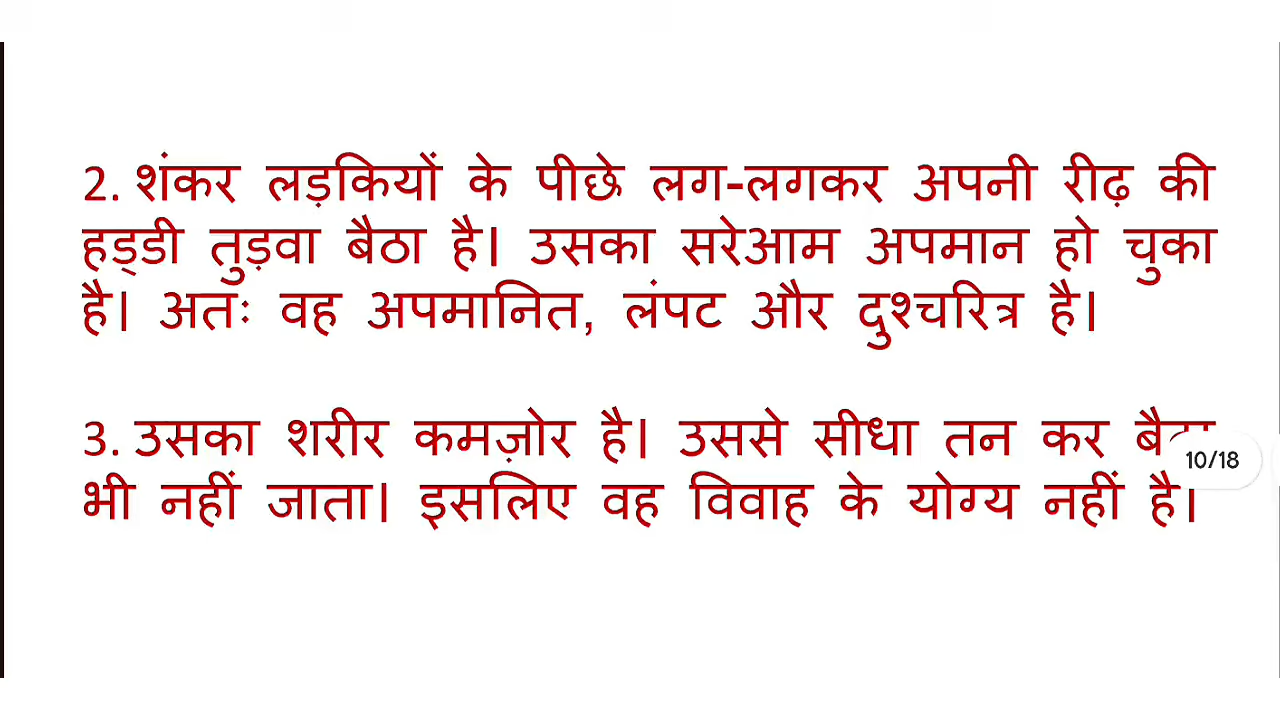 2. शंकर लड़कियों के पीछे लग-लगकर अपनी रीढ़ की
हड्डी तुड़वा बैठा है। उसका सरेआम अपमान हो चुका
है। अतः वह अपमानित, लंपट और दुश्चरित्र है।
3. उसका शरीर कमज़ोर है। उससे सीधा तन कर
10/18
भी नहीं जाता। इसलिए वह विवाह के योग्य नहीं है।